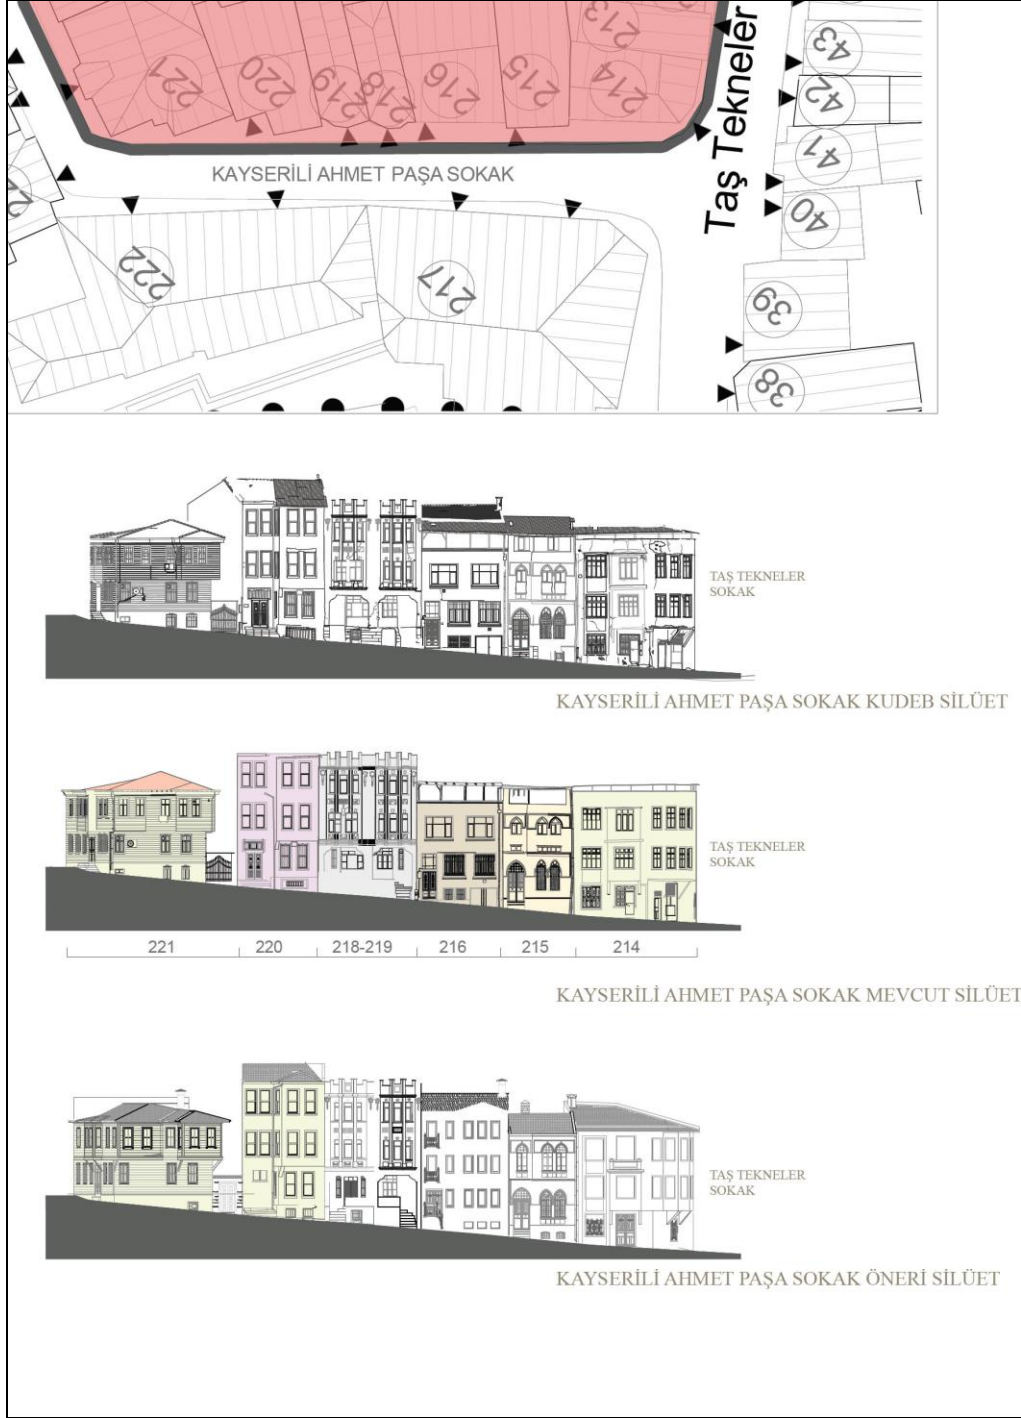 213
43
221
220
219
218
216
215
214
42
Taş Tekneler
41
KAYSERİLİ AHMET PAŞA SOKAK
40
222
217
39
38
TAŞ TEKNELER
SOKAK
KAYSERİLİ AHMET PAŞA SOKAK KUDEB SİLÜET
TAŞ TEKNELER
SOKAK
221 220 218-219 216 215 214
KAYSERİLİ AHMET PAŞA SOKAK MEVCUT SİLÜET
TAŞ TEKNELER
SOKAK
KAYSERİLİ AHMET PAŞA SOKAK ÖNERİ SİLÜET